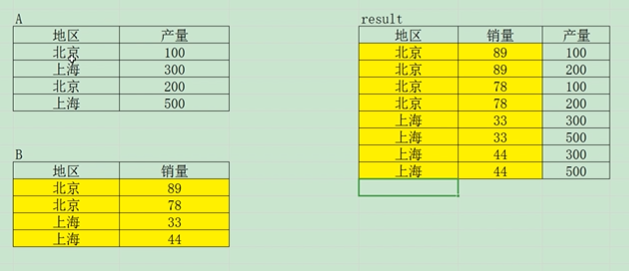 A
地区 产量
北京 100
上海 300
北京 200
上海 500
B
地区 销量
北京 89
北京 78
上海 33
上海 44
result
地区 销量 产量
北京 89 100
北京 89 200
北京 78 100
北京 78 200
上海 33 300
上海 33 500
上海 44 300
上海 44 500